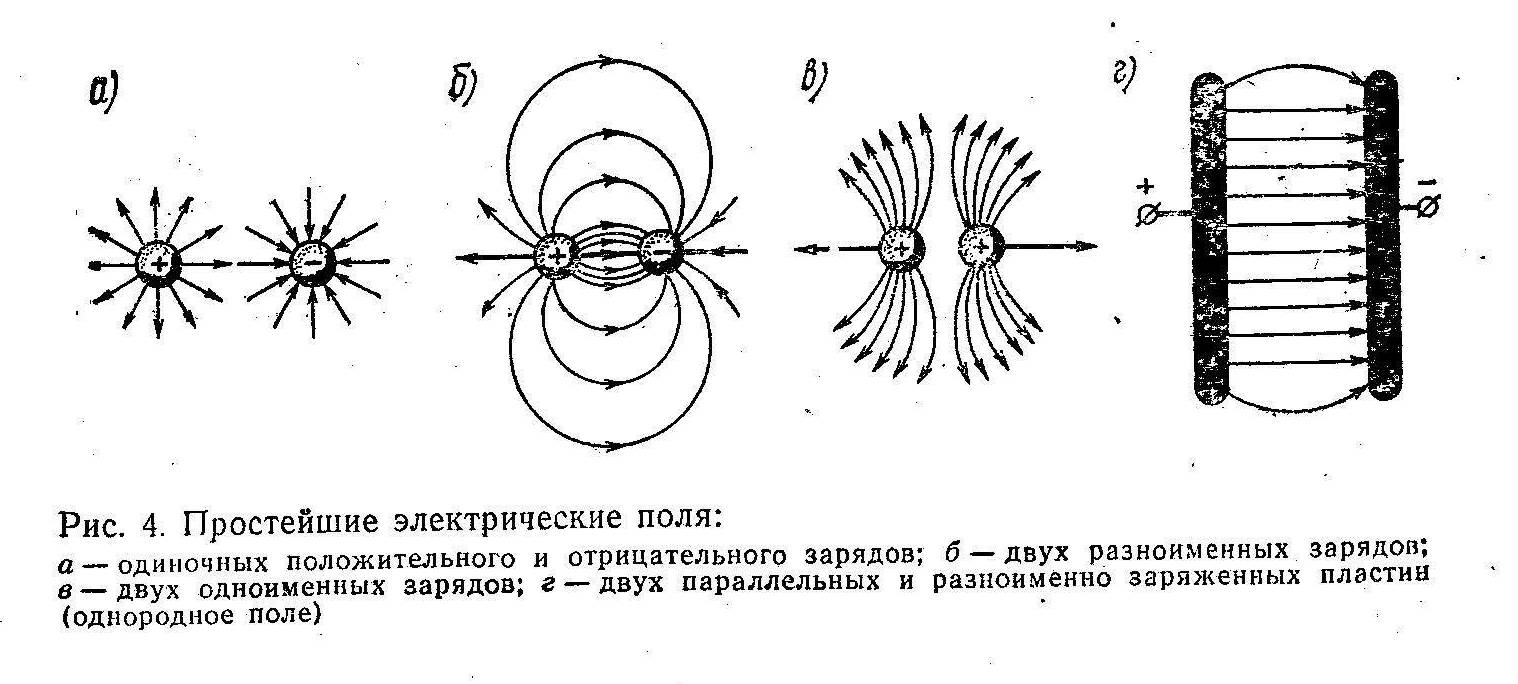 а) б) в) г)
+ - + - + + + -
Рис. 4. Простейшие электрические поля:
а — одиночных положительного и отрицательного зарядов; б — двух разноименных зарядов;
в — двух одноименных зарядов; г — двух параллельных и разноименно заряженных пластин
(однородное поле)